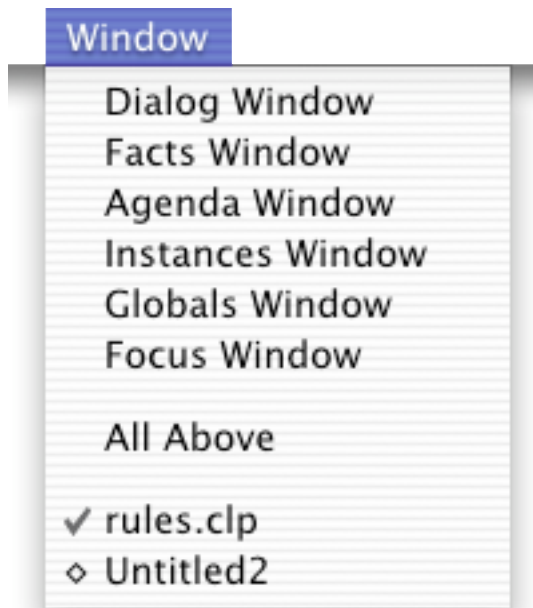 Window
Dialog Window
Facts Window
Agenda Window
Instances Window
Globals Window
Focus Window
All Above
rules.clp
Untitled2